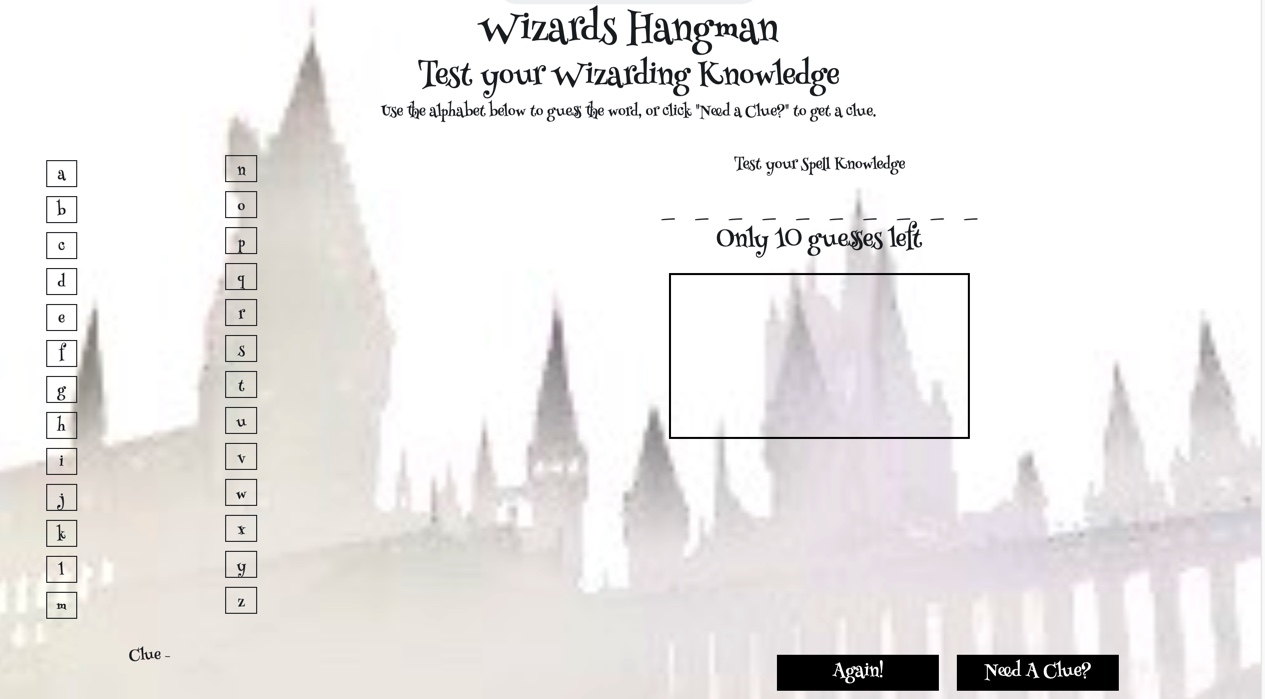 Wizards Hangman
Test your Wizarding Knowledge
Use the alphabet below to guess the word, or click "Need a Clue?" to get a clue.
Test your Spell Knowledge
_ _ _ _ _ _ _ _ _ _
Only 10 guesses left
a
b
c
d
e
f
g
h
i
j
k
l
m
n
o
p
q
r
s
t
u
v
w
x
y
z
Clue -
Again!
Need A Clue?